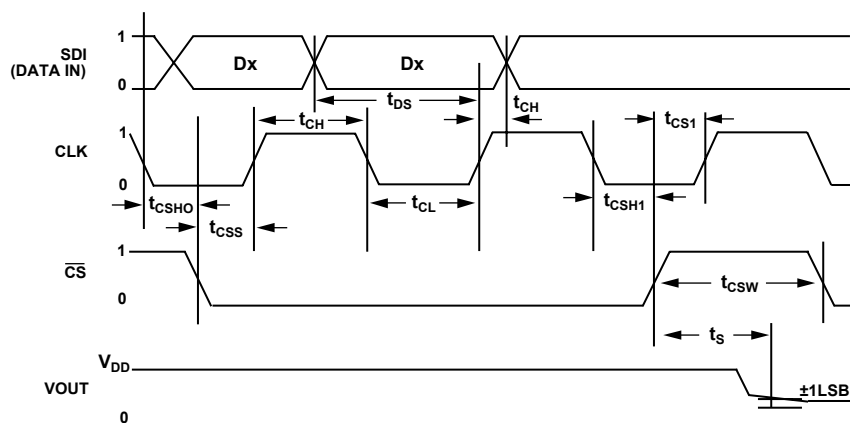 SDI
(DATA IN)
1
0
Dx
Dx
tDS
tCH
tCH
tCS1
CLK
1
0
tCSHO
tCSS
tCL
tCSH1
CS
1
0
tCSW
tS
VDD
VOUT
0
±1LSB